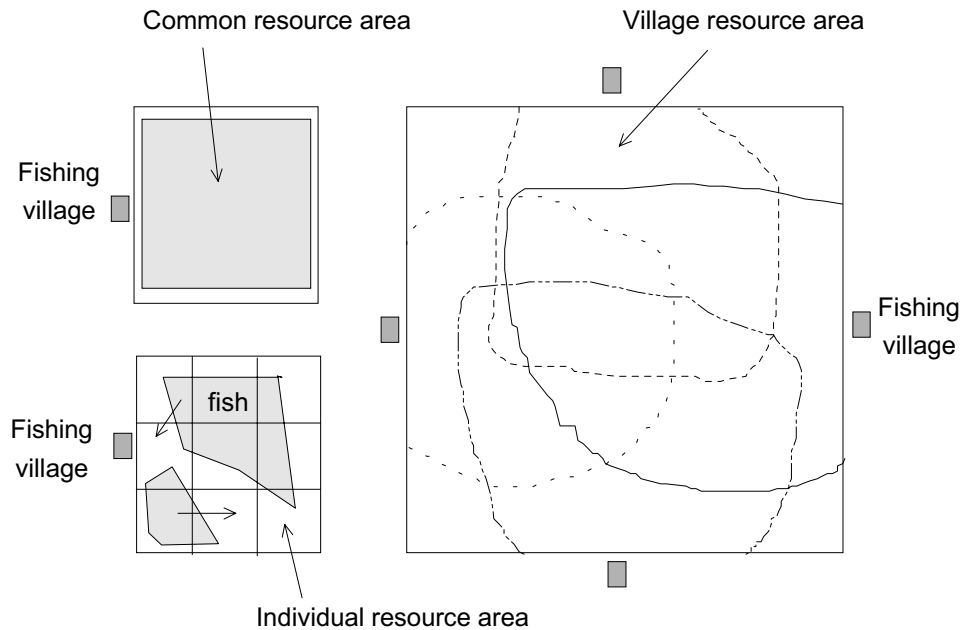 Common resource area
Village resource area
Fishing
village
Fishing
village
fish
Fishing
village
Individual resource area